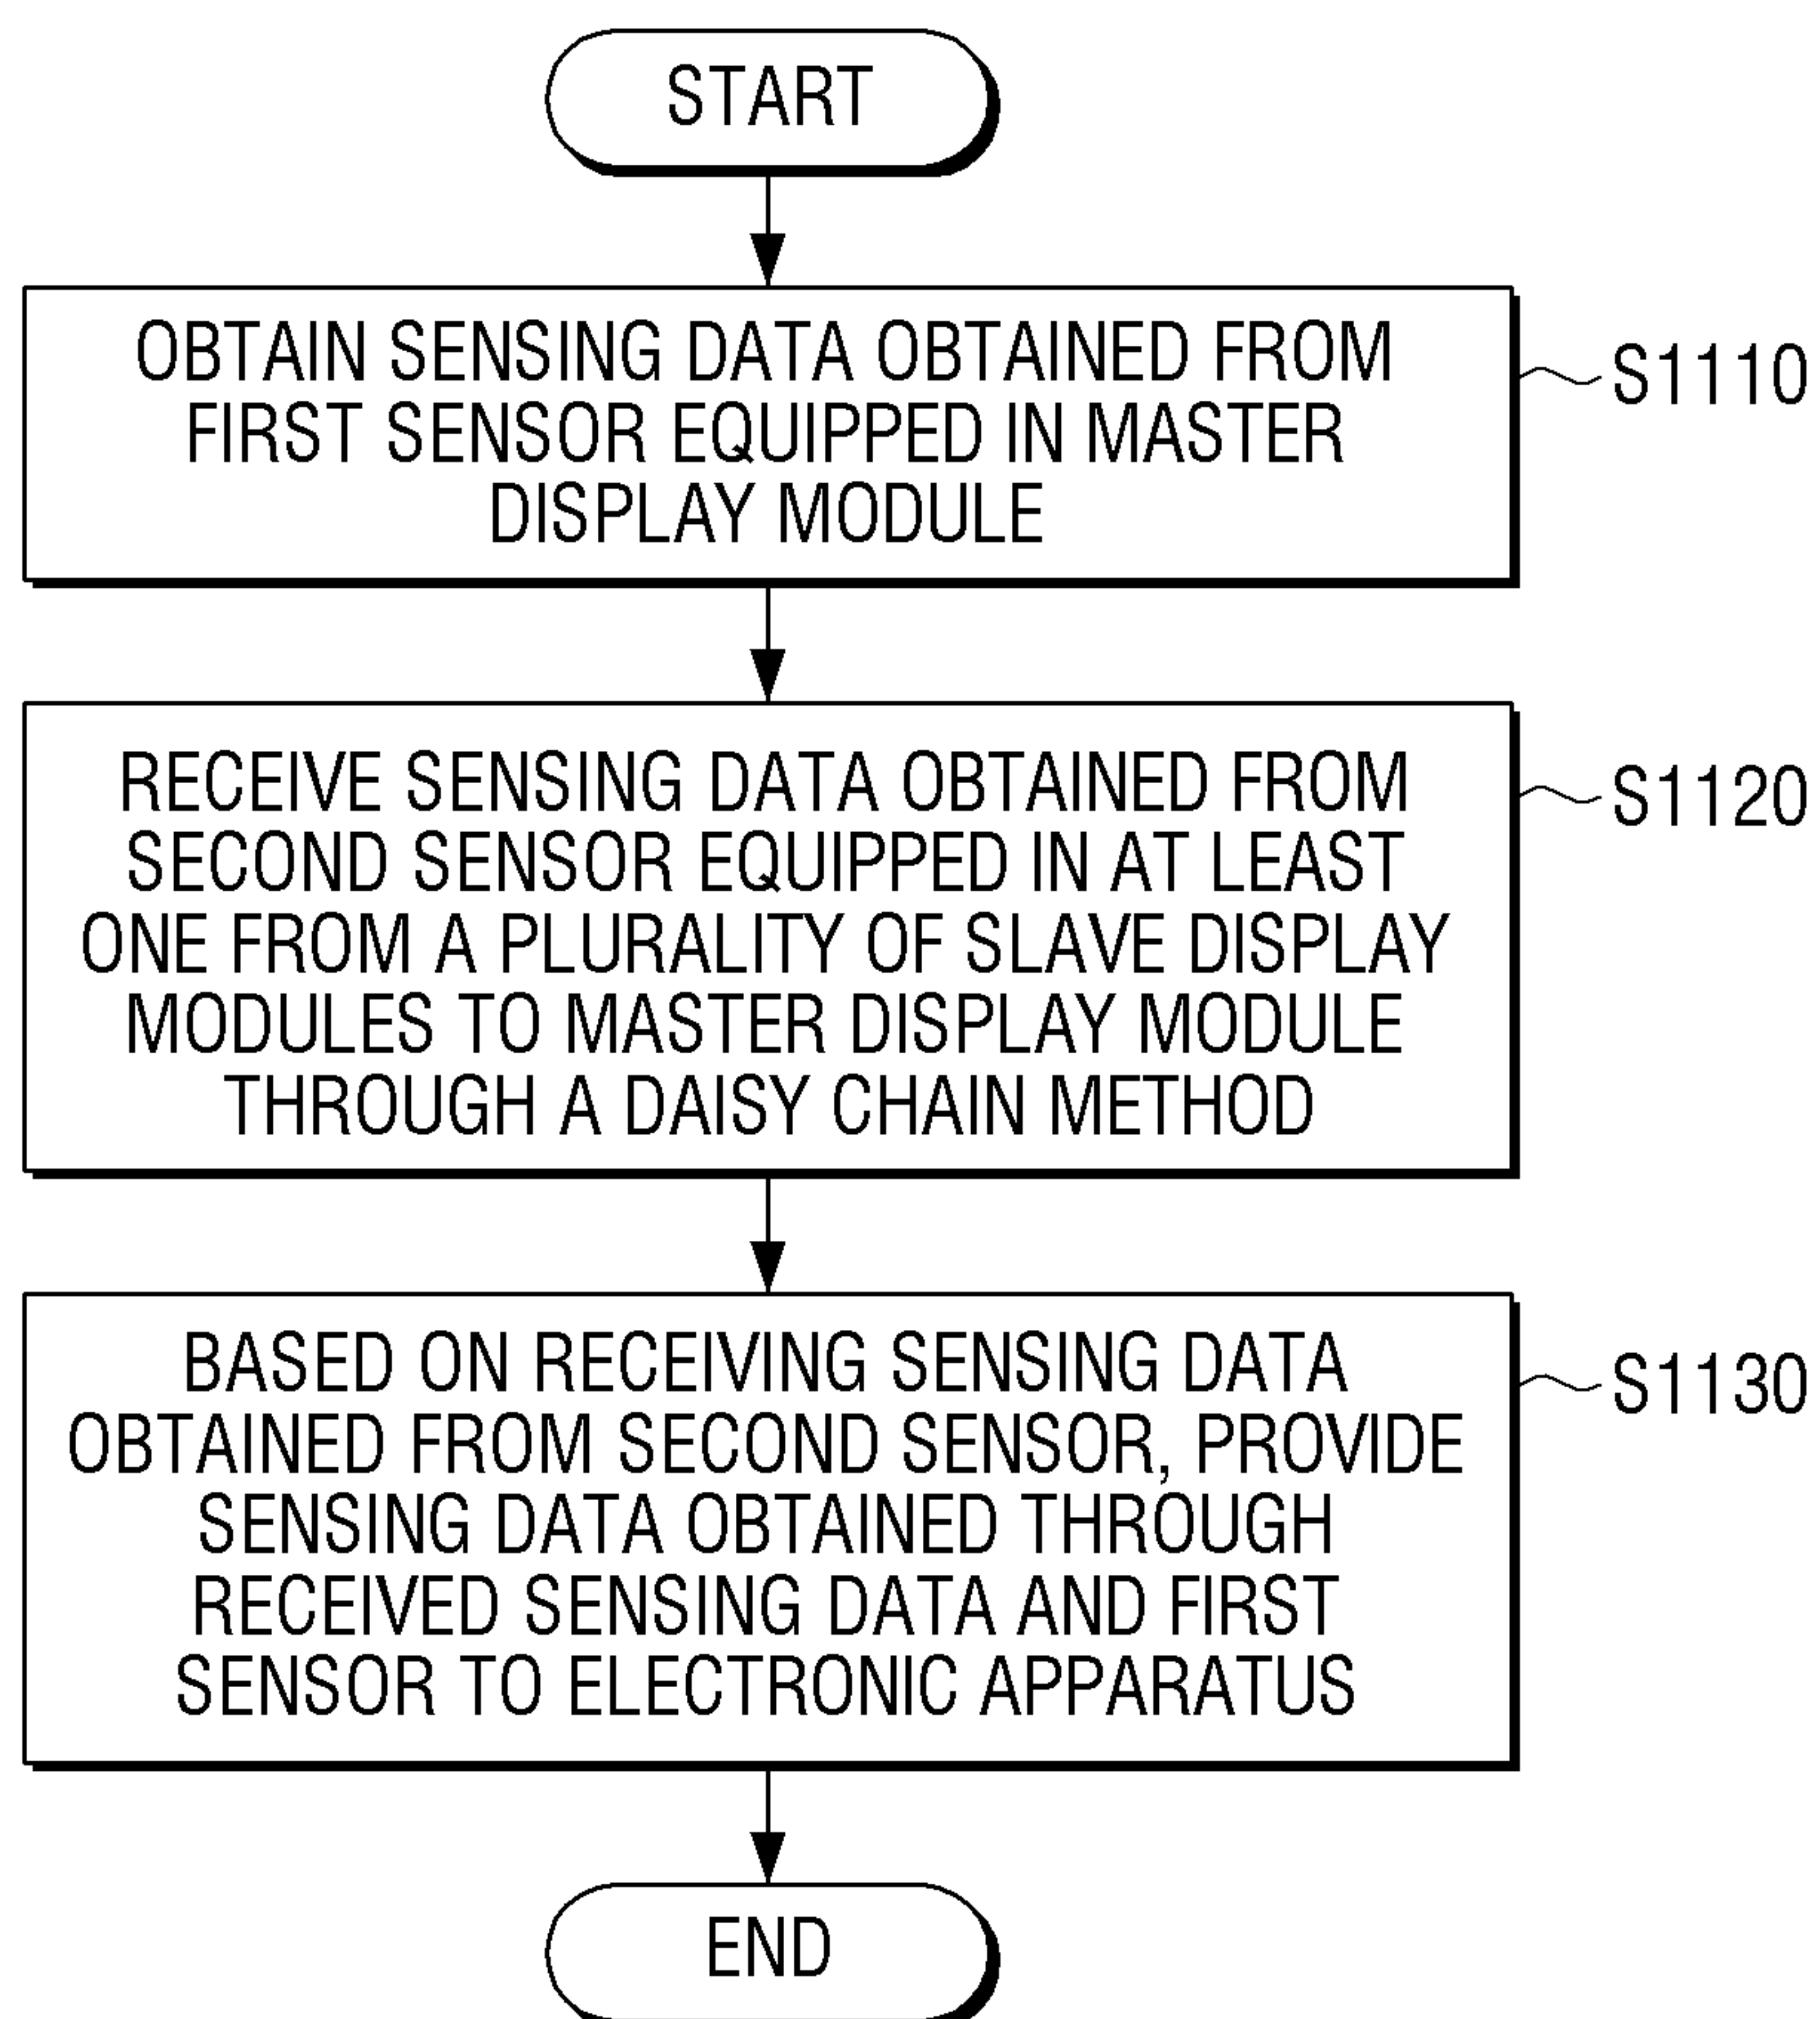 START
OBTAIN SENSING DATA OBTAINED FROM
FIRST SENSOR EQUIPPED IN MASTER
DISPLAY MODULE
S1110
RECEIVE SENSING DATA OBTAINED FROM
SECOND SENSOR EQUIPPED IN AT LEAST
ONE FROM A PLURALITY OF SLAVE DISPLAY
MODULES TO MASTER DISPLAY MODULE
THROUGH A DAISY CHAIN METHOD
S1120
BASED ON RECEIVING SENSING DATA
OBTAINED FROM SECOND SENSOR, PROVIDE
SENSING DATA OBTAINED THROUGH
RECEIVED SENSING DATA AND FIRST
SENSOR TO ELECTRONIC APPARATUS
S1130
END